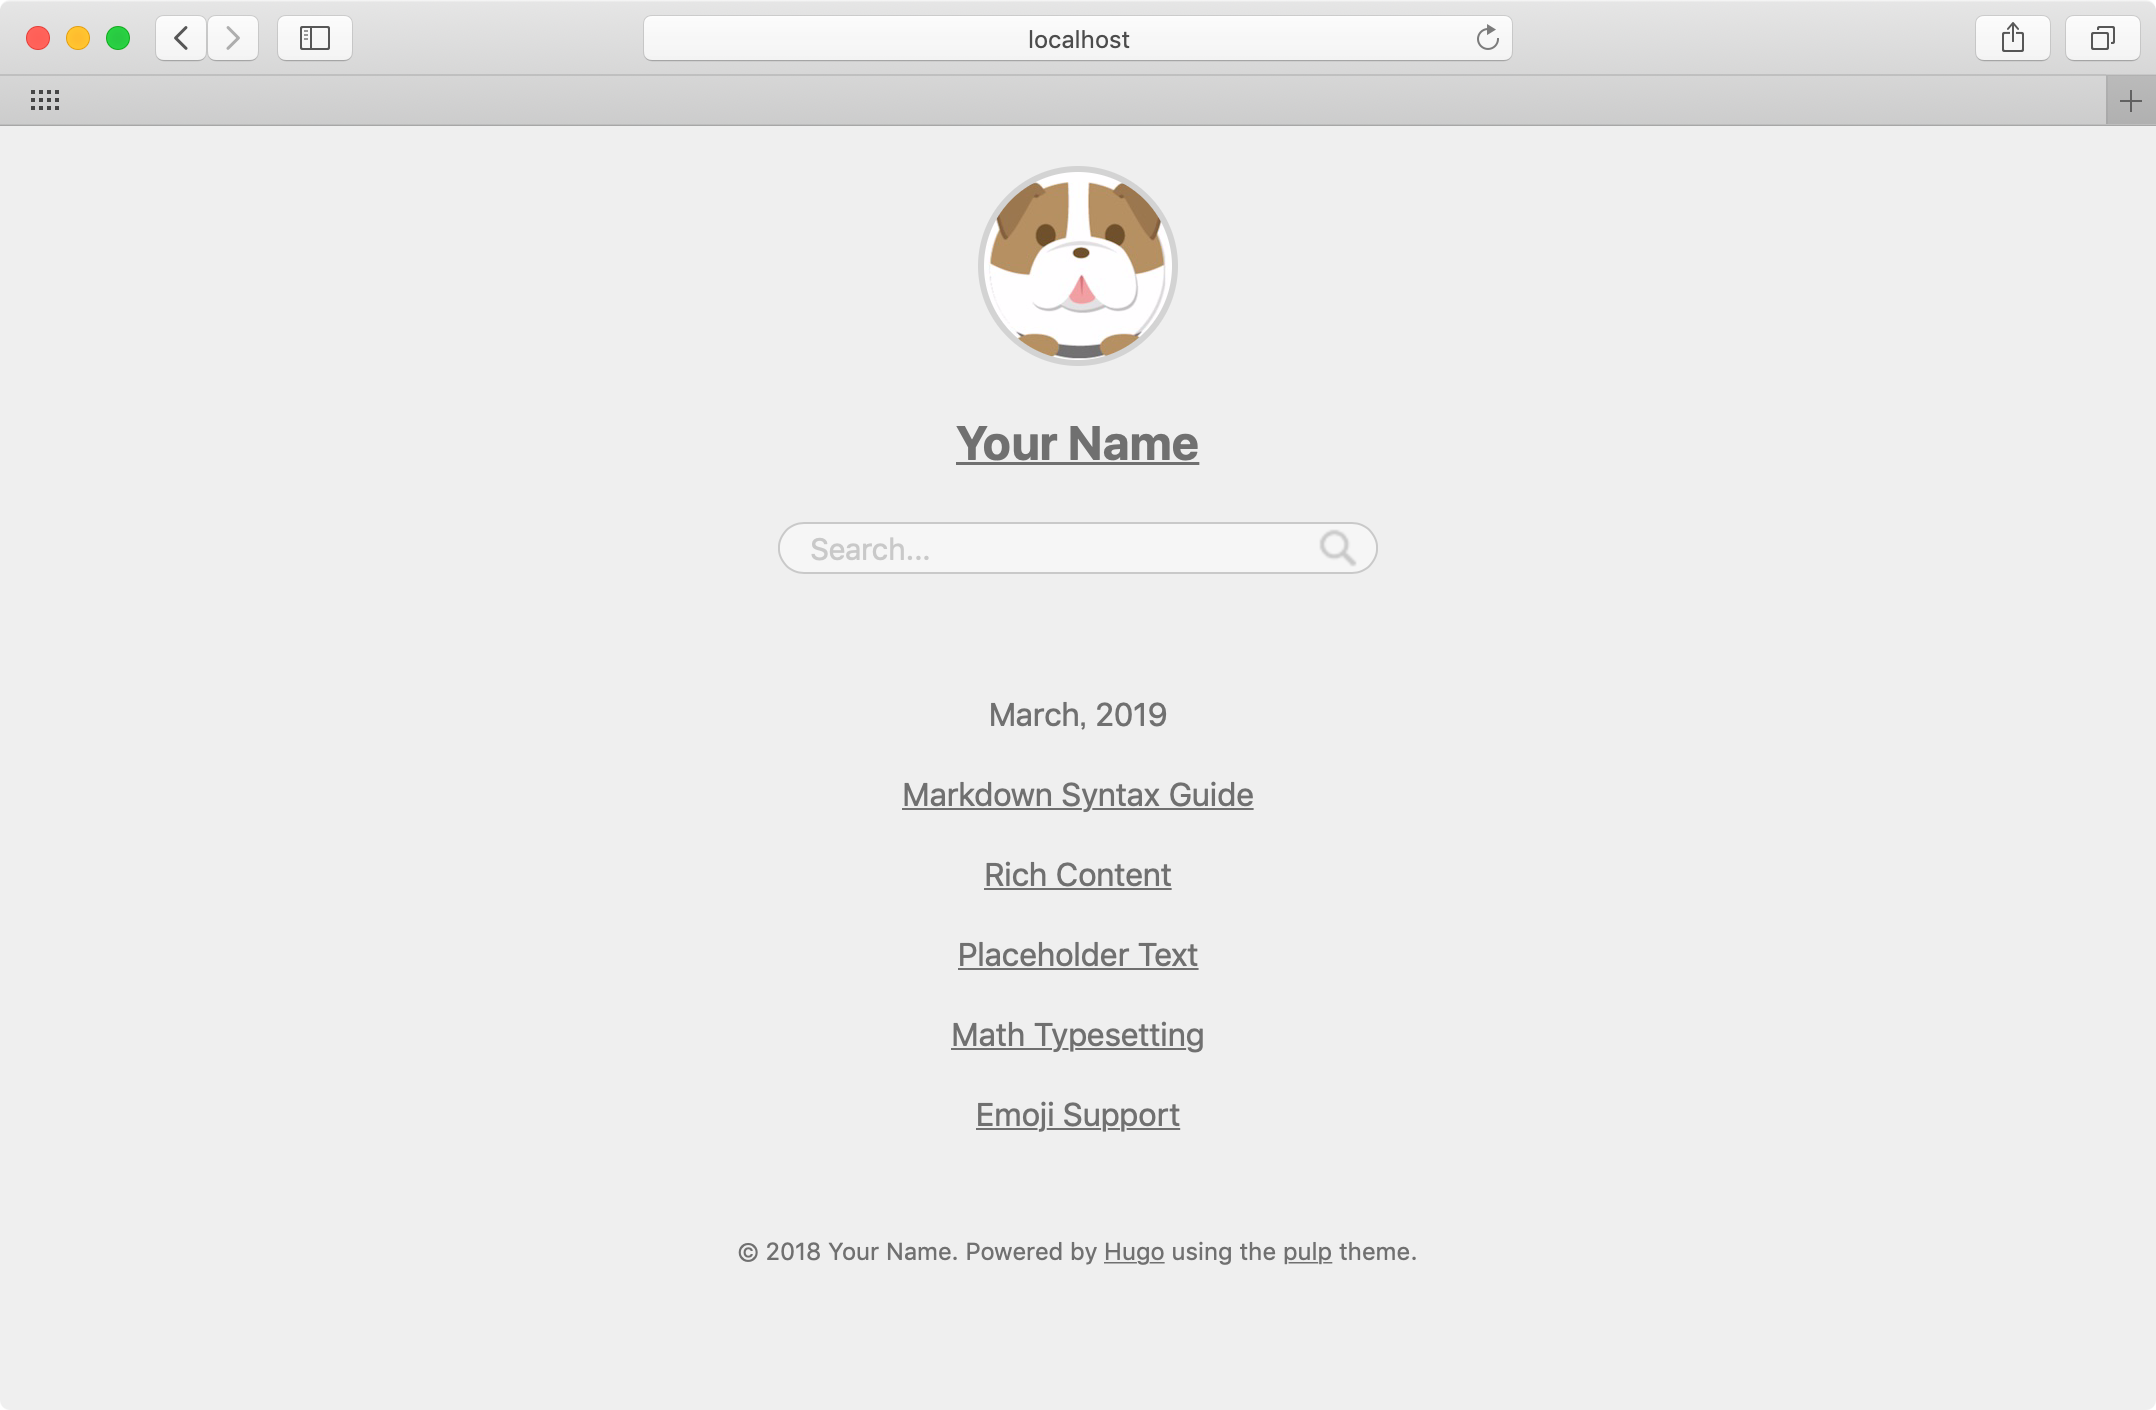 localhost
Your Name
Search...
March, 2019
Markdown Syntax Guide
Rich Content
Placeholder Text
Math Typesetting
Emoji Support
© 2018 Your Name. Powered by Hugo using the pulp theme.